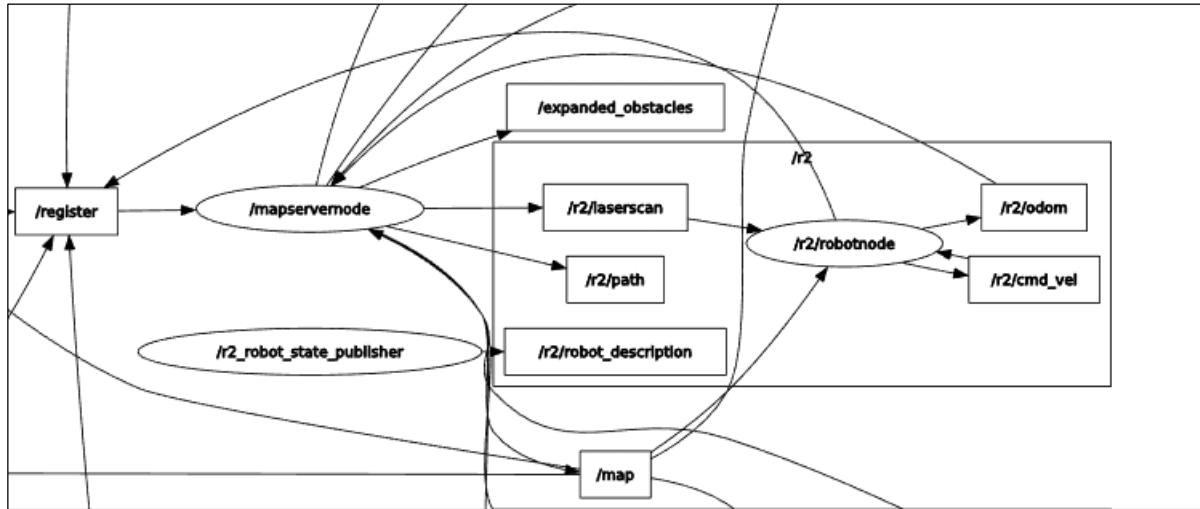 /expanded_obstacles
/r2
/register
/mapservernode
/r2/laserscan
/r2/odom
/r2/robotnode
/r2/path
/r2/cmd_vel
/r2_robot_state_publisher
/r2/robot_description
/map